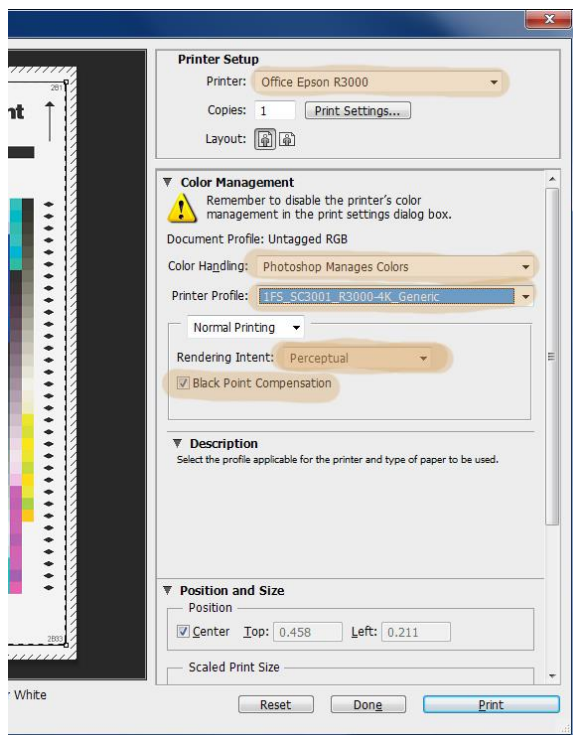 Printer Setup
Printer: Office Epson R3000
Copies: 1 Print Settings...
Layout:
Color Management
Remember to disable the printer's color
management in the print settings dialog box.
Document Profile: Untagged RGB
Color Handling: Photoshop Manages Colors
Printer Profile: 1FS_SC3001_R3000-4K_Generic
Normal Printing
Rendering Intent: Perceptual
Black Point Compensation
Description
Select the profile applicable for the printer and type of paper to be used.
Position and Size
Position
Center Top: 0.458 Left: 0.211
Scaled Print Size
White
Reset Done Print